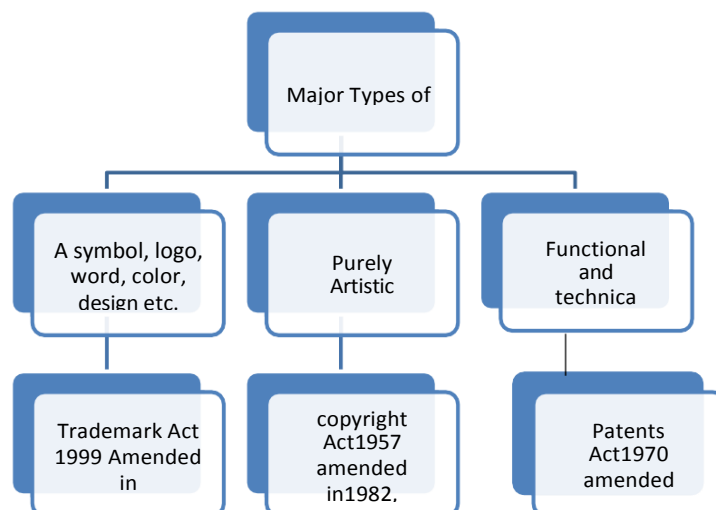 Major Types of
A symbol, logo,
word, color,
design etc.
Purely
Artistic
Functional
and
technica
Trademark Act
1999 Amended
in
copyright
Act1957
amended
in1982,
Patents
Act1970
amended